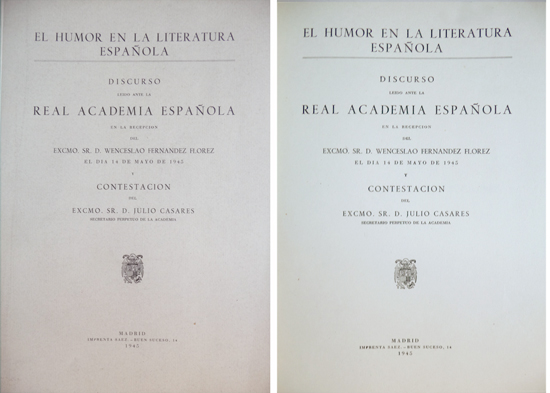 EL HUMOR EN LA LITERATURA
ESPAÑOLA
DISCURSO
LEIDO ANTE LA
REAL ACADEMIA ESPAÑOLA
EN LA RECEPCION
DEL
EXCMO. SR. D. WENCESLAO FERNANDEZ FLOREZ
EL DIA 14 DE MAYO DE 1945
Y
CONTESTACION
DEL
EXCMO. SR. D. JULIO CASARES
SECRETARIO PERPETUO DE LA ACADEMIA
MADRID
IMPRENTA SAEZ. - BUEN SUCESO, 14
1945
EL HUMOR EN LA LITERATURA
ESPAÑOLA
DISCURSO
LEIDO ANTE LA
REAL ACADEMIA ESPAÑOLA
EN LA RECEPCION
DEL
EXCMO. SR. D. WENCESLAO FERNANDEZ FLOREZ
EL DIA 14 DE MAYO DE 1945
Y
CONTESTACION
DEL
EXCMO. SR. D. JULIO CASARES
SECRETARIO PERPETUO DE LA ACADEMIA
MADRID
IMPRENTA SAEZ. - BUEN SUCESO, 14
1945